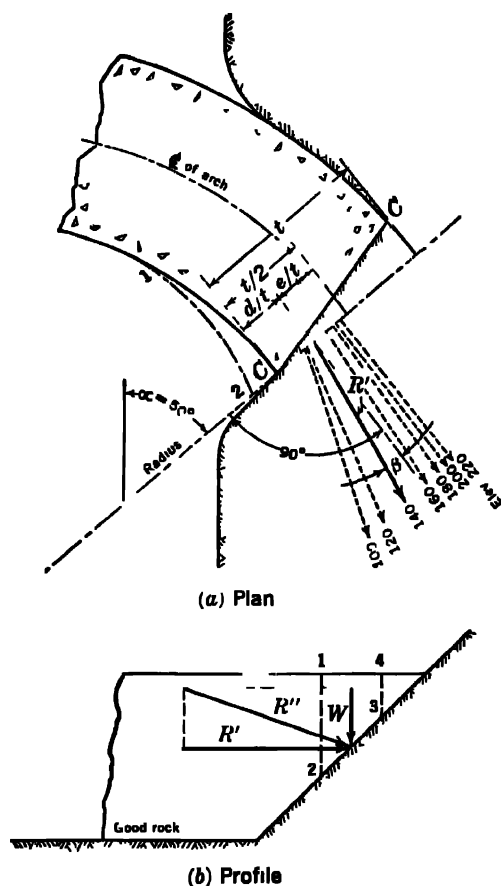 C
℄ of arch
t
t/2
d/t e/t
1
C
2
R'
Radius
90°
β
Elev
220
200
180
160
140
120
100
(a) Plan
1
4
R''
W
3
R'
2
Good rock
(b) Profile